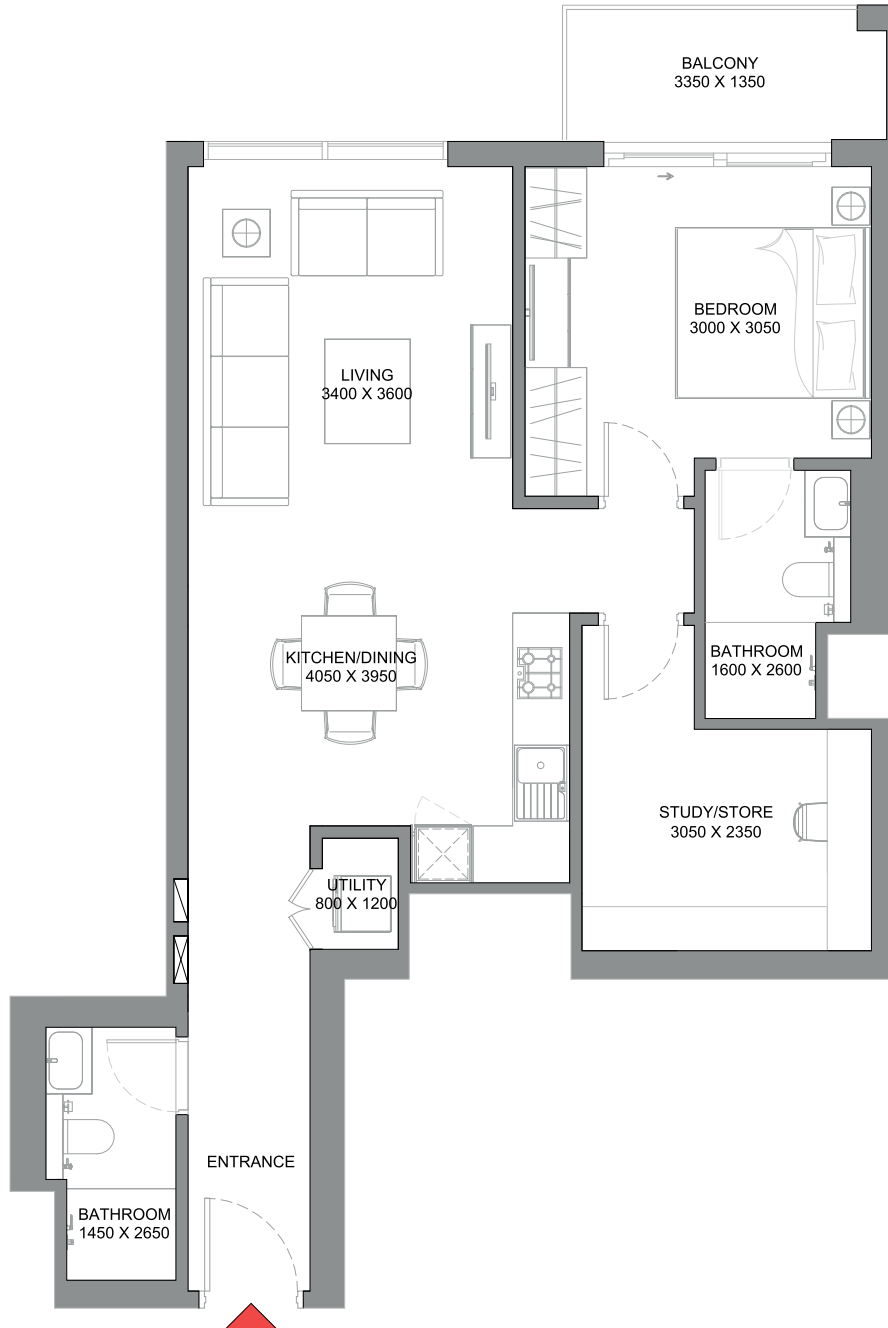 BALCONY
3350 X 1350
BEDROOM
3000 X 3050
LIVING
3400 X 3600
KITCHEN/DINING
4050 X 3950
BATHROOM
1600 X 2600
STUDY/STORE
3050 X 2350
UTILITY
800 X 1200
ENTRANCE
BATHROOM
1450 X 2650